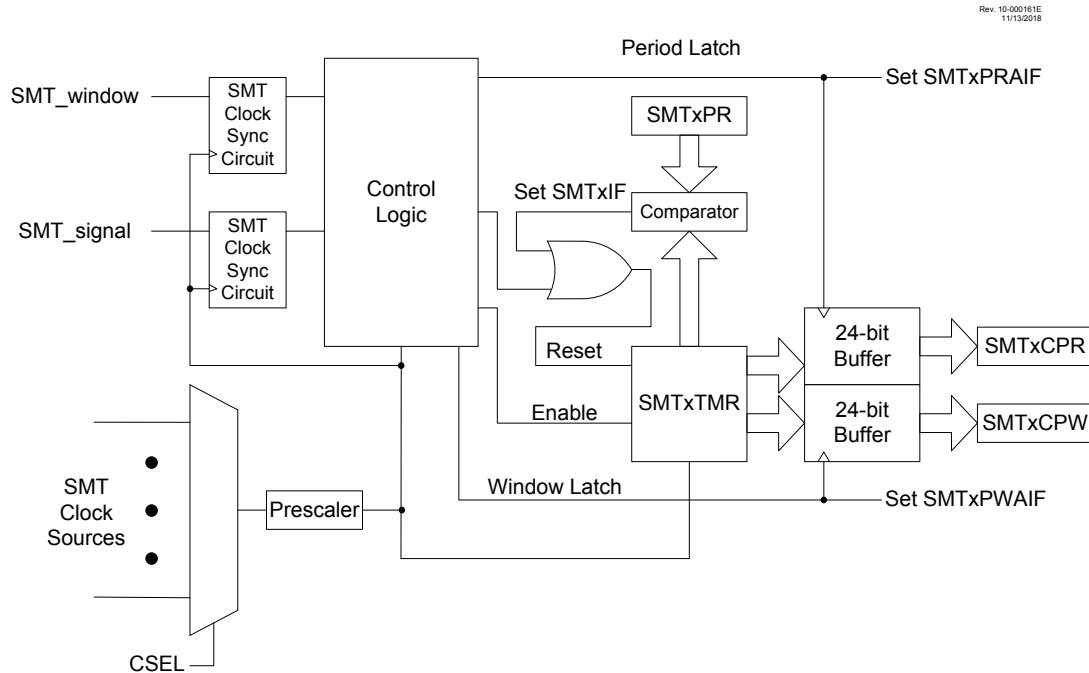 Rev. 10-000161E
11/13/2018
Period Latch
SMT_window
SMT
Clock
Sync
Circuit
Set SMTxPRAIF
SMTxPR
Control
Logic
Set SMTxIF
Comparator
SMT_signal
SMT
Clock
Sync
Circuit
24-bit
Buffer
SMTxCPR
Reset
SMTxTMR
Enable
24-bit
Buffer
SMTxCPW
Window Latch
Set SMTxPWAIF
SMT
Clock
Sources
Prescaler
CSEL